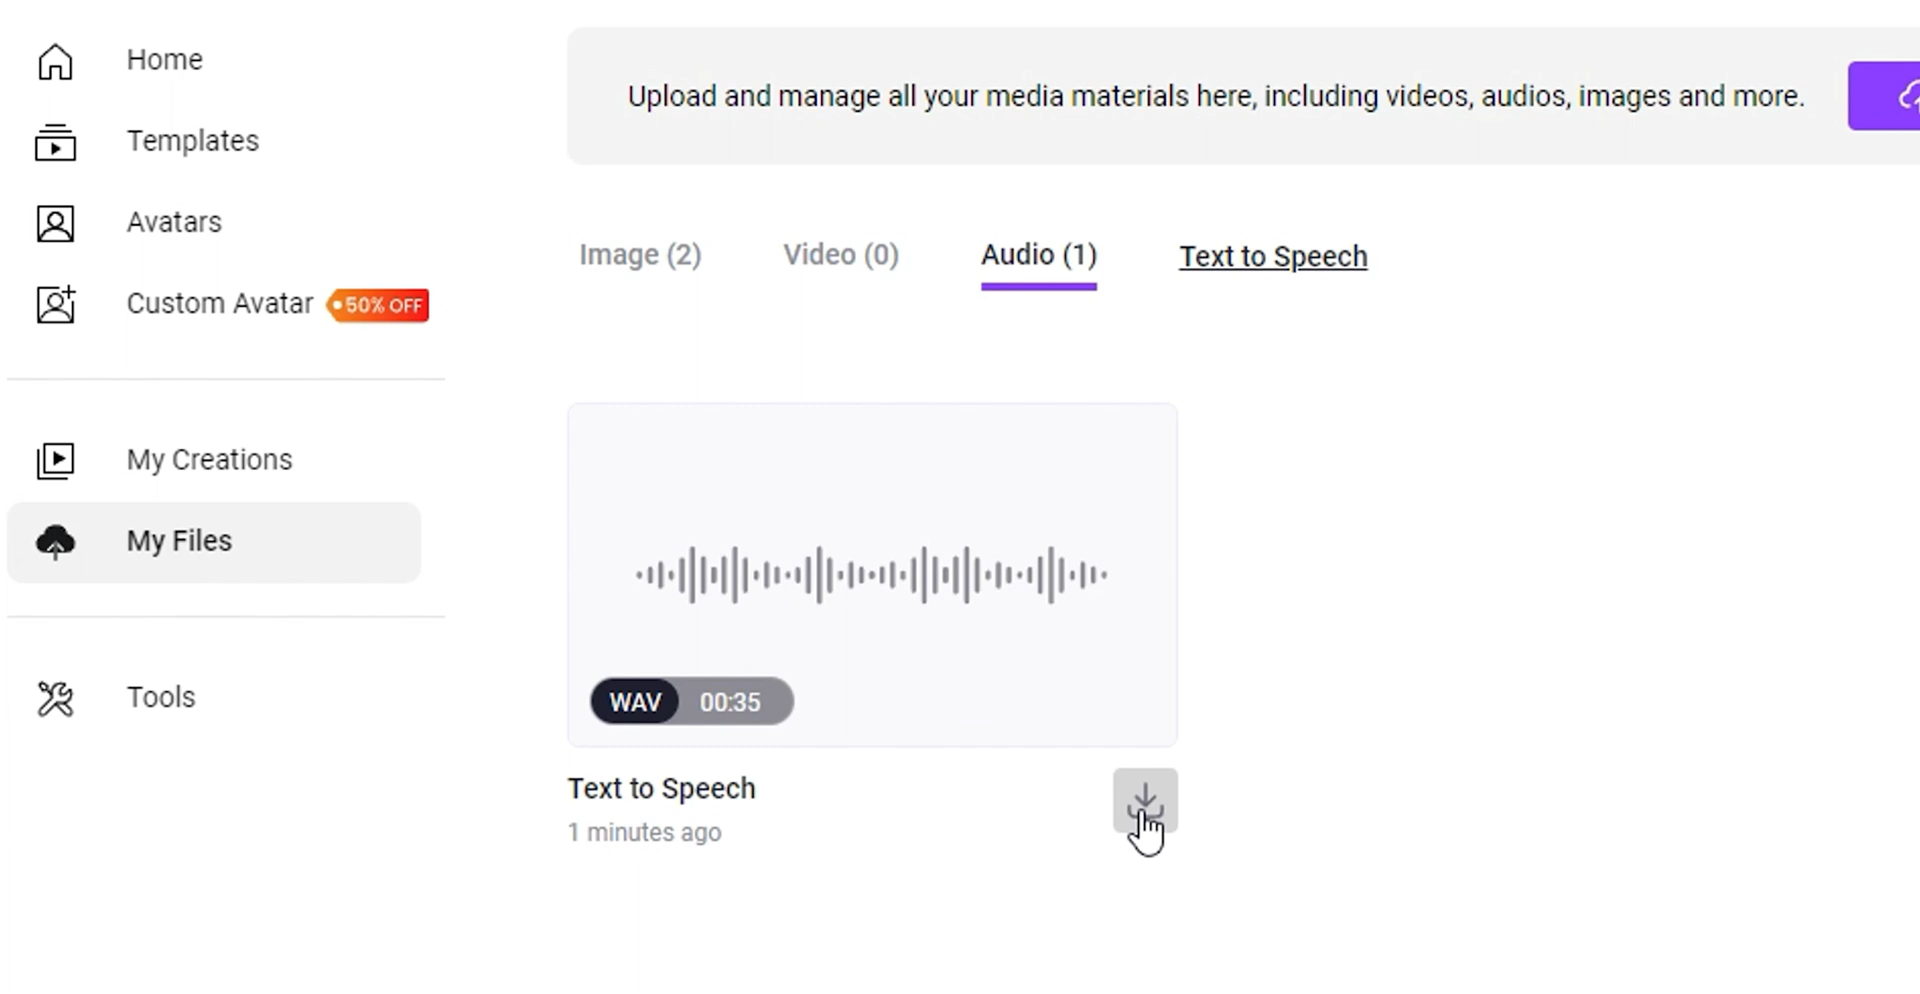 Home
Templates
Avatars
Custom Avatar 50% OFF
My Creations
My Files
Tools
Upload and manage all your media materials here, including videos, audios, images and more.
Image (2) Video (0) Audio (1) Text to Speech
WAV 00:35
Text to Speech
1 minutes ago